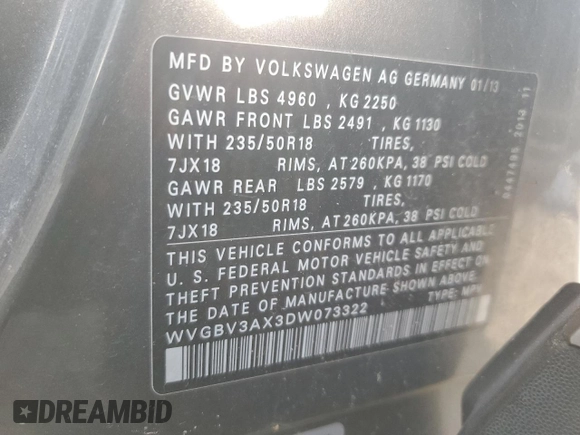 MFD BY VOLKSWAGEN AG GERMANY 01/13
GVWR LBS 4960 , KG 2250
GAWR FRONT LBS 2491 , KG 1130
WITH 235/50R18 TIRES,
7JX18 RIMS, AT 260KPA, 38 PSI COLD
GAWR REAR LBS 2579 , KG 1170
WITH 235/50R18 TIRES,
7JX18 RIMS, AT 260KPA, 38 PSI COLD
THIS VEHICLE CONFORMS TO ALL APPLICABLE
U. S. FEDERAL MOTOR VEHICLE SAFETY AND
THEFT PREVENTION STANDARDS IN EFFECT ON
THE DATE OF MANUFACTURE SHOWN ABOVE.
WVGBV3AX3DW073322 TYPE: MPV
DREAMBID